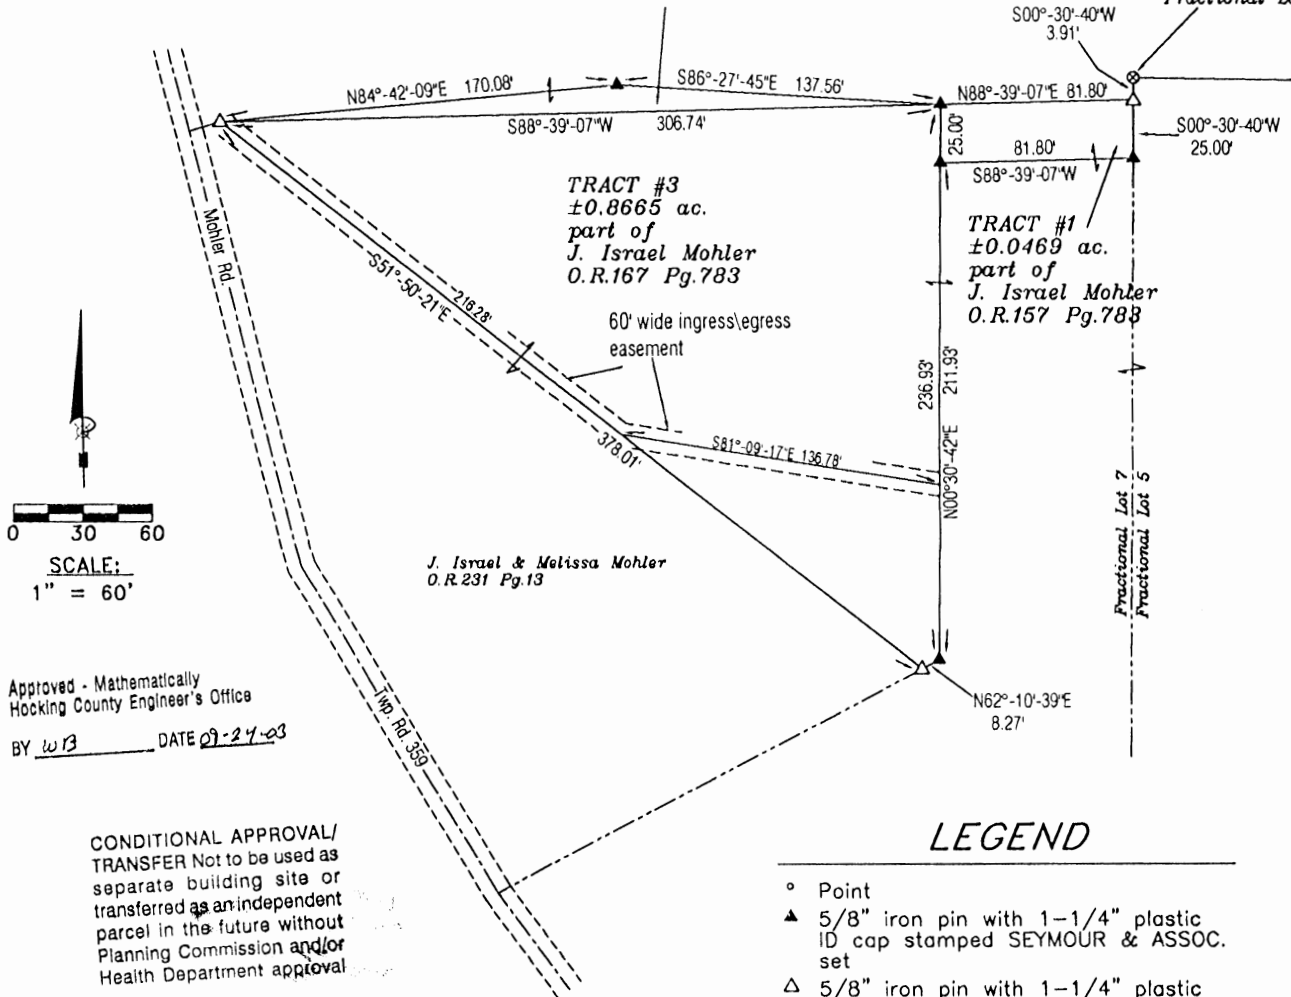 S00°-30'-40"W
3.91'
N84°-42'-09"E 170.08'
S86°-27'-45"E 137.56'
N88°-39'-07"E 81.80'
S88°-39'-07"W 306.74'
S00°-30'-40"W
25.00'
25.00'
81.80'
S88°-39'-07"W
TRACT #3
±0.8665 ac.
part of
J. Israel Mohler
O.R.167 Pg.783
TRACT #1
±0.0469 ac.
part of
J. Israel Mohler
O.R.157 Pg.783
Mohler Rd.
S51°-50'-21"E
216.28'
60' wide ingress\egress
easement
378.01'
S81°-09'-17"E 136.78'
236.93'
211.93'
N00°30'-42"E
Fractional Lot 7
Fractional Lot 5
0 30 60
SCALE:
1" = 60'
J. Israel & Melissa Mohler
O.R.231 Pg.13
N62°-10'-39"E
8.27'
Twp. Rd. 359
Approved - Mathematically
Hocking County Engineer's Office
BY WB DATE 09-24-03
CONDITIONAL APPROVAL/
TRANSFER Not to be used as
separate building site or
transferred as an independent
parcel in the future without
Planning Commission and/or
Health Department approval
LEGEND
Point
5/8" iron pin with 1-1/4" plastic
ID cap stamped SEYMOUR & ASSOC.
set
5/8" iron pin with 1-1/4" plastic